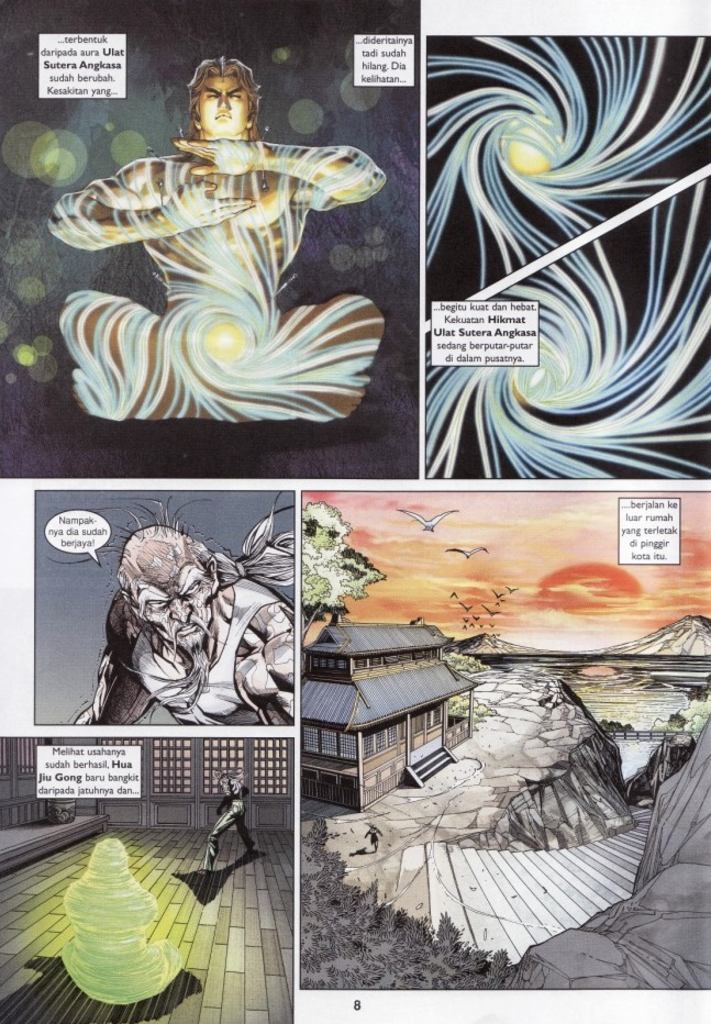 ...terbentuk
daripada aura Ulat
Sutera Angkasa
sudah berubah.
Kesakitan yang...
...dideritainya
tadi sudah
hilang. Dia
kelihatan...
...begitu kuat dan hebat.
Kekuatan Hikmat
Ulat Sutera Angkasa
sedang berputar-putar
di dalam pusatnya.
Nampak-
nya dia sudah
berjaya!
Melihat usahanya
sudah berhasil, Hua
Jiu Gong baru bangkit
daripada jatuhnya dan...
....berjalan ke
luar rumah
yang terletak
di pinggir
kota itu.
8